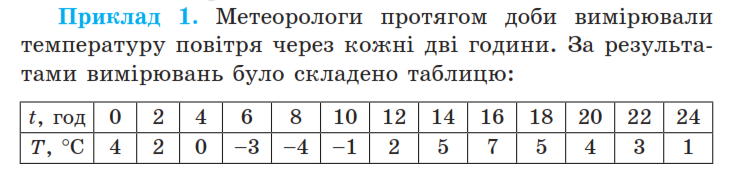 Приклад 1. Метеорологи протягом доби вимірювали
температуру повітря через кожні дві години. За результа-
тами вимірювань було складено таблицю:
t, год 0 2 4 6 8 10 12 14 16 18 20 22 24
T, °C 4 2 0 –3 –4 –1 2 5 7 5 4 3 1